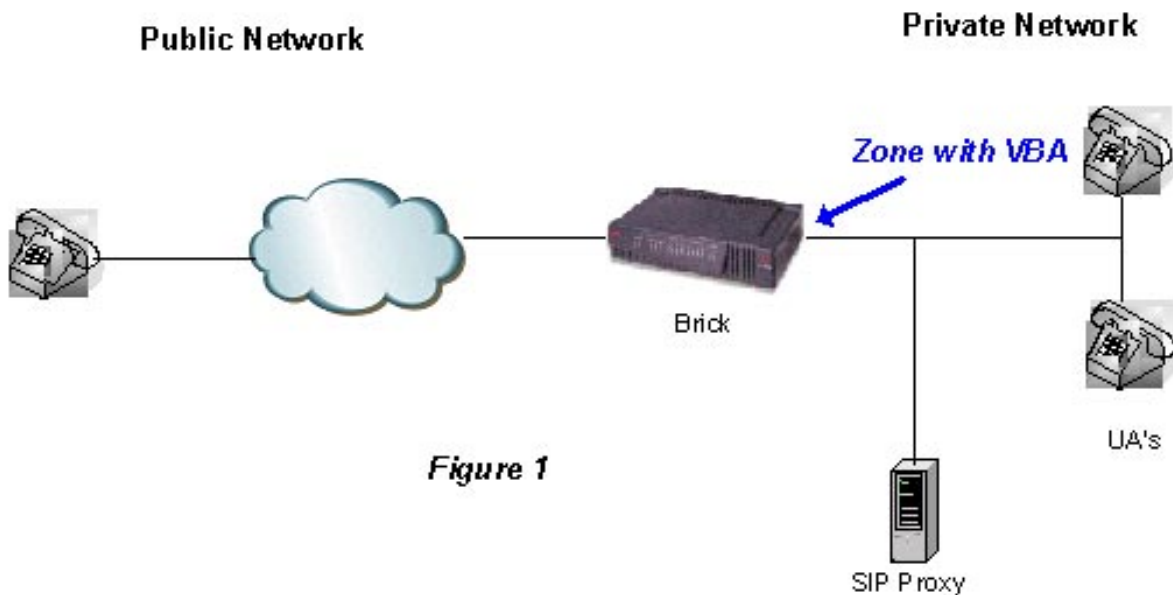 Public Network
Private Network
Zone with VBA
Brick
UA's
Figure 1
SIP Proxy